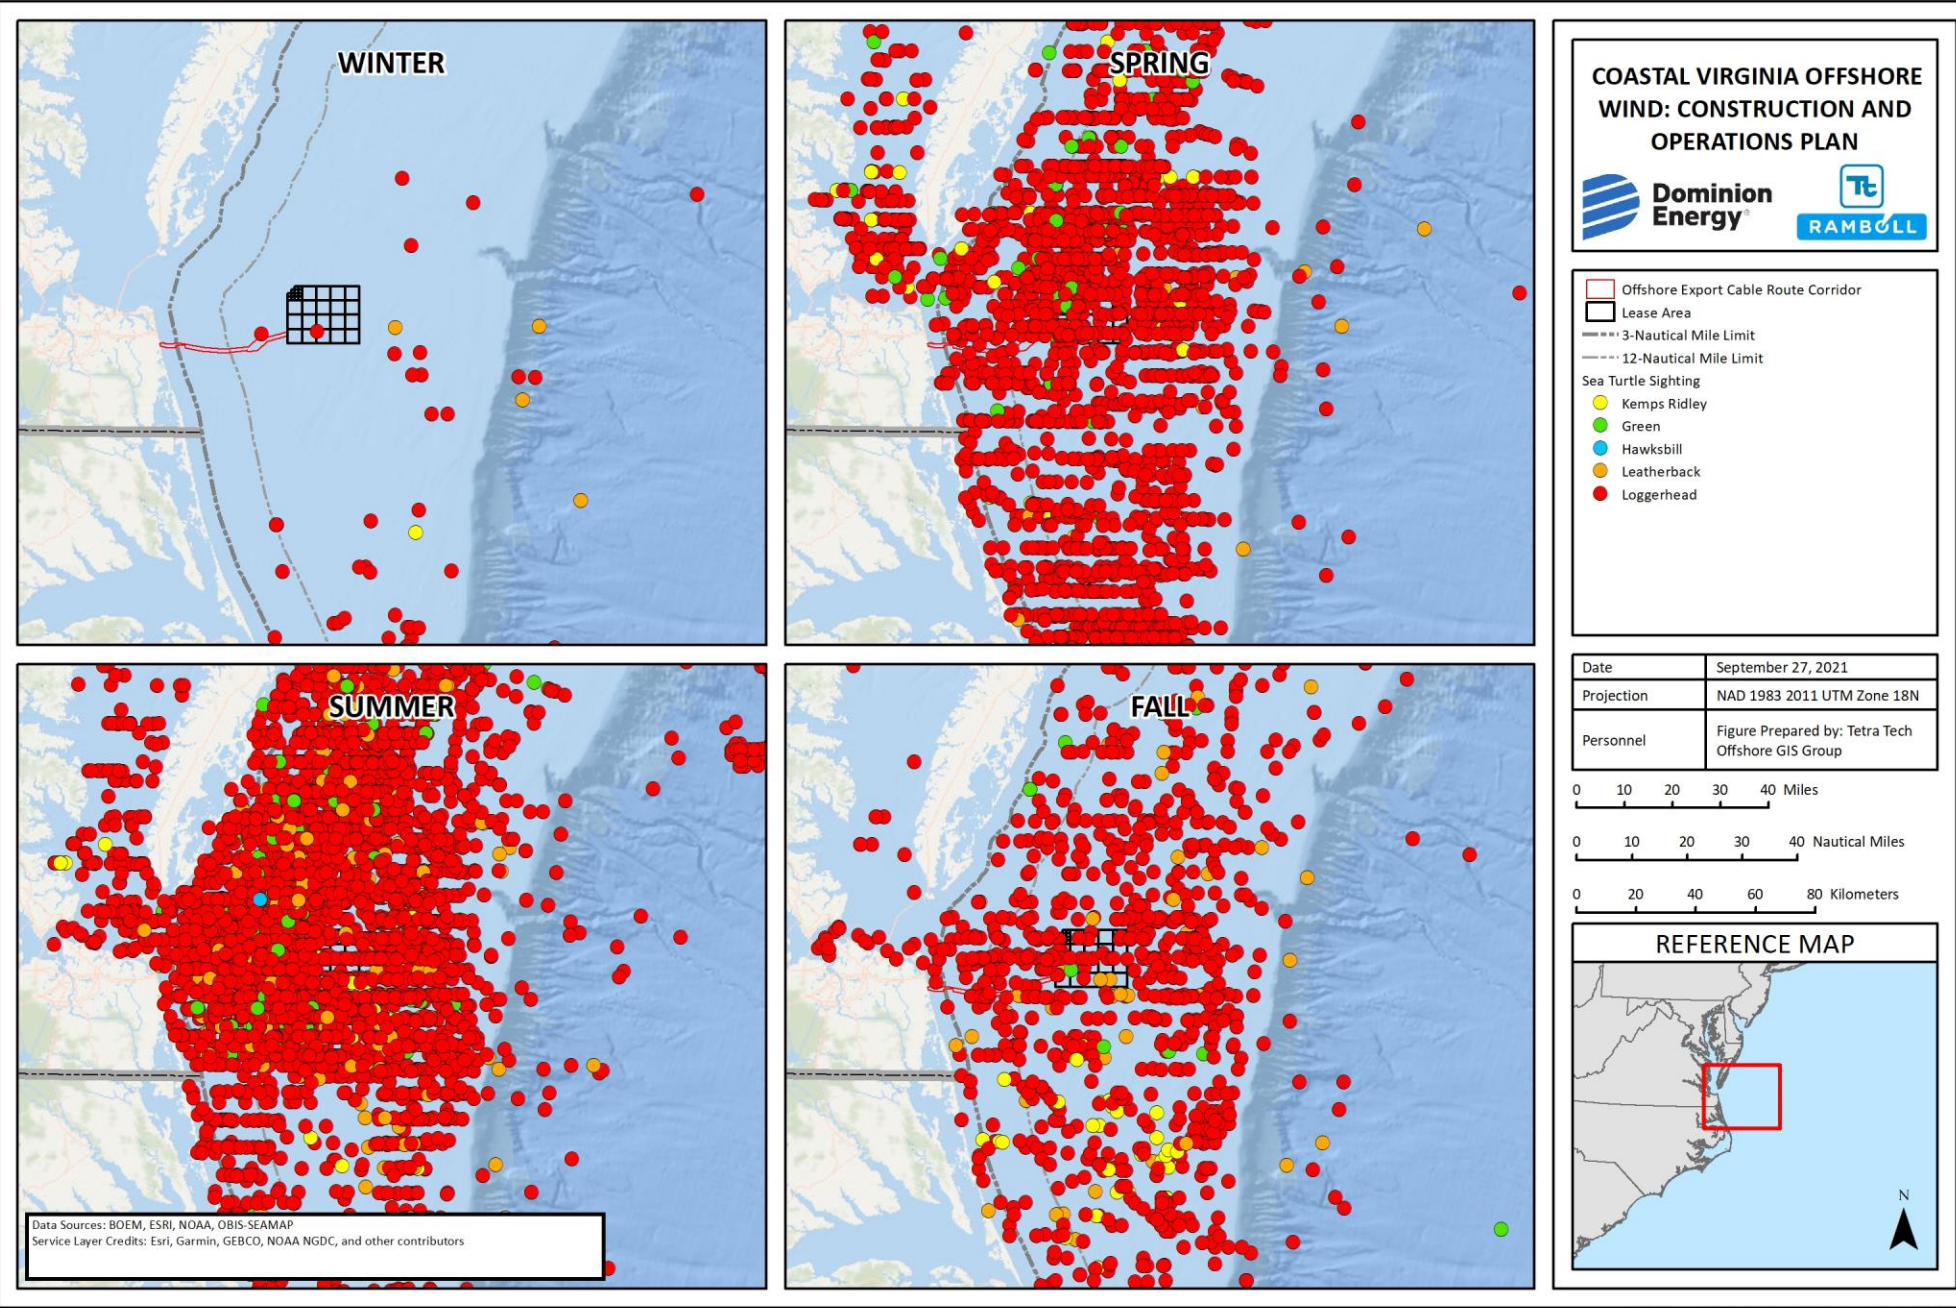 WINTER
SPRING
SUMMER
FALL
Data Sources: BOEM, ESRI, NOAA, OBIS-SEAMAP
Service Layer Credits: Esri, Garmin, GEBCO, NOAA NGDC, and other contributors
COASTAL VIRGINIA OFFSHORE
WIND: CONSTRUCTION AND
OPERATIONS PLAN
Dominion
Energy®
Tt
RAMBOLL
Offshore Export Cable Route Corridor
Lease Area
3-Nautical Mile Limit
12-Nautical Mile Limit
Sea Turtle Sighting
Kemps Ridley
Green
Hawksbill
Leatherback
Loggerhead
Date September 27, 2021
Projection NAD 1983 2011 UTM Zone 18N
Personnel Figure Prepared by: Tetra Tech
Offshore GIS Group
0 10 20 30 40 Miles
0 10 20 30 40 Nautical Miles
0 20 40 60 80 Kilometers
REFERENCE MAP
N